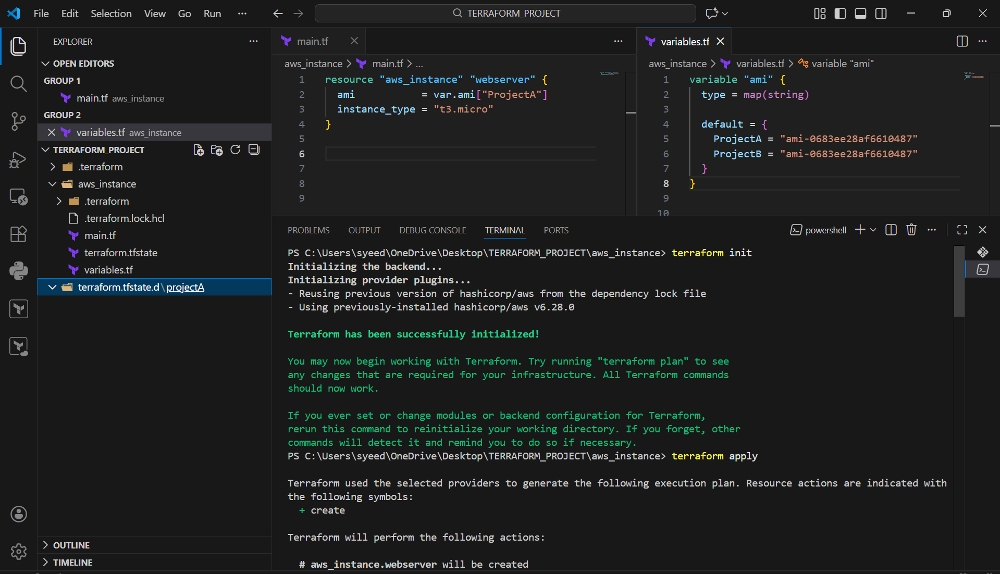 File Edit Selection View Go Run ···
TERRAFORM_PROJECT
EXPLORER
OPEN EDITORS
GROUP 1
main.tf aws_instance
GROUP 2
variables.tf aws_instance
TERRAFORM_PROJECT
.terraform
aws_instance
.terraform
.terraform.lock.hcl
main.tf
terraform.tfstate
variables.tf
terraform.tfstate.d\projectA
OUTLINE
TIMELINE
main.tf
aws_instance > main.tf > ...
1 resource "aws_instance" "webserver" {
2   ami           = var.ami["ProjectA"]
3   instance_type = "t3.micro"
4 }
5
6
7
8
9
variables.tf
aws_instance > variables.tf > variable "ami"
1 variable "ami" {
2   type = map(string)
3
4   default = {
5     ProjectA = "ami-0683ee28af6610487"
6     ProjectB = "ami-0683ee28af6610487"
7   }
8 }
9
10
PROBLEMS OUTPUT DEBUG CONSOLE TERMINAL PORTS
powershell
PS C:\Users\syeed\OneDrive\Desktop\TERRAFORM_PROJECT\aws_instance> terraform init
Initializing the backend...
Initializing provider plugins...
- Reusing previous version of hashicorp/aws from the dependency lock file
- Using previously-installed hashicorp/aws v6.28.0
Terraform has been successfully initialized!
You may now begin working with Terraform. Try running "terraform plan" to see
any changes that are required for your infrastructure. All Terraform commands
should now work.
If you ever set or change modules or backend configuration for Terraform,
rerun this command to reinitialize your working directory. If you forget, other
commands will detect it and remind you to do so if necessary.
PS C:\Users\syeed\OneDrive\Desktop\TERRAFORM_PROJECT\aws_instance> terraform apply
Terraform used the selected providers to generate the following execution plan. Resource actions are indicated with
the following symbols:
  + create
Terraform will perform the following actions:
  # aws_instance.webserver will be created